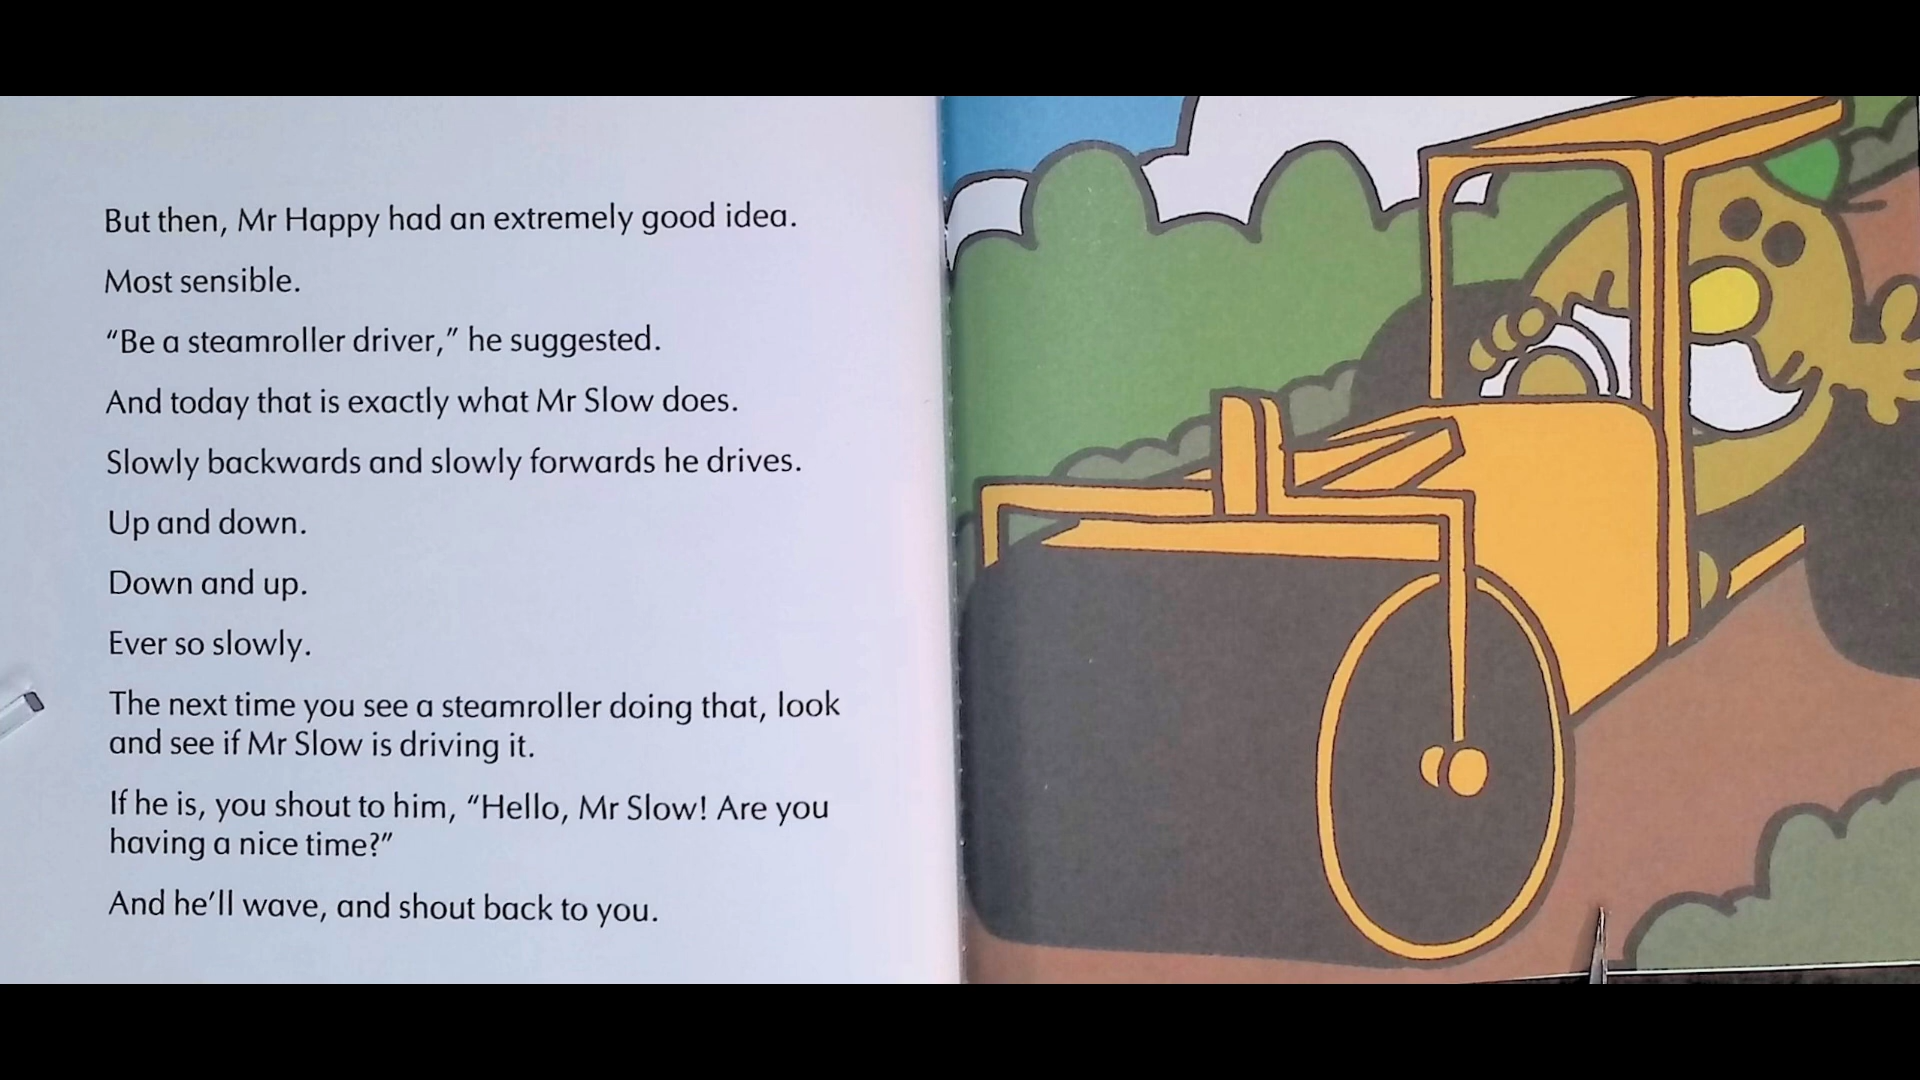 But then, Mr Happy had an extremely good idea.
Most sensible.
“Be a steamroller driver,” he suggested.
And today that is exactly what Mr Slow does.
Slowly backwards and slowly forwards he drives.
Up and down.
Down and up.
Ever so slowly.
The next time you see a steamroller doing that, look
and see if Mr Slow is driving it.
If he is, you shout to him, “Hello, Mr Slow! Are you
having a nice time?”
And he’ll wave, and shout back to you.